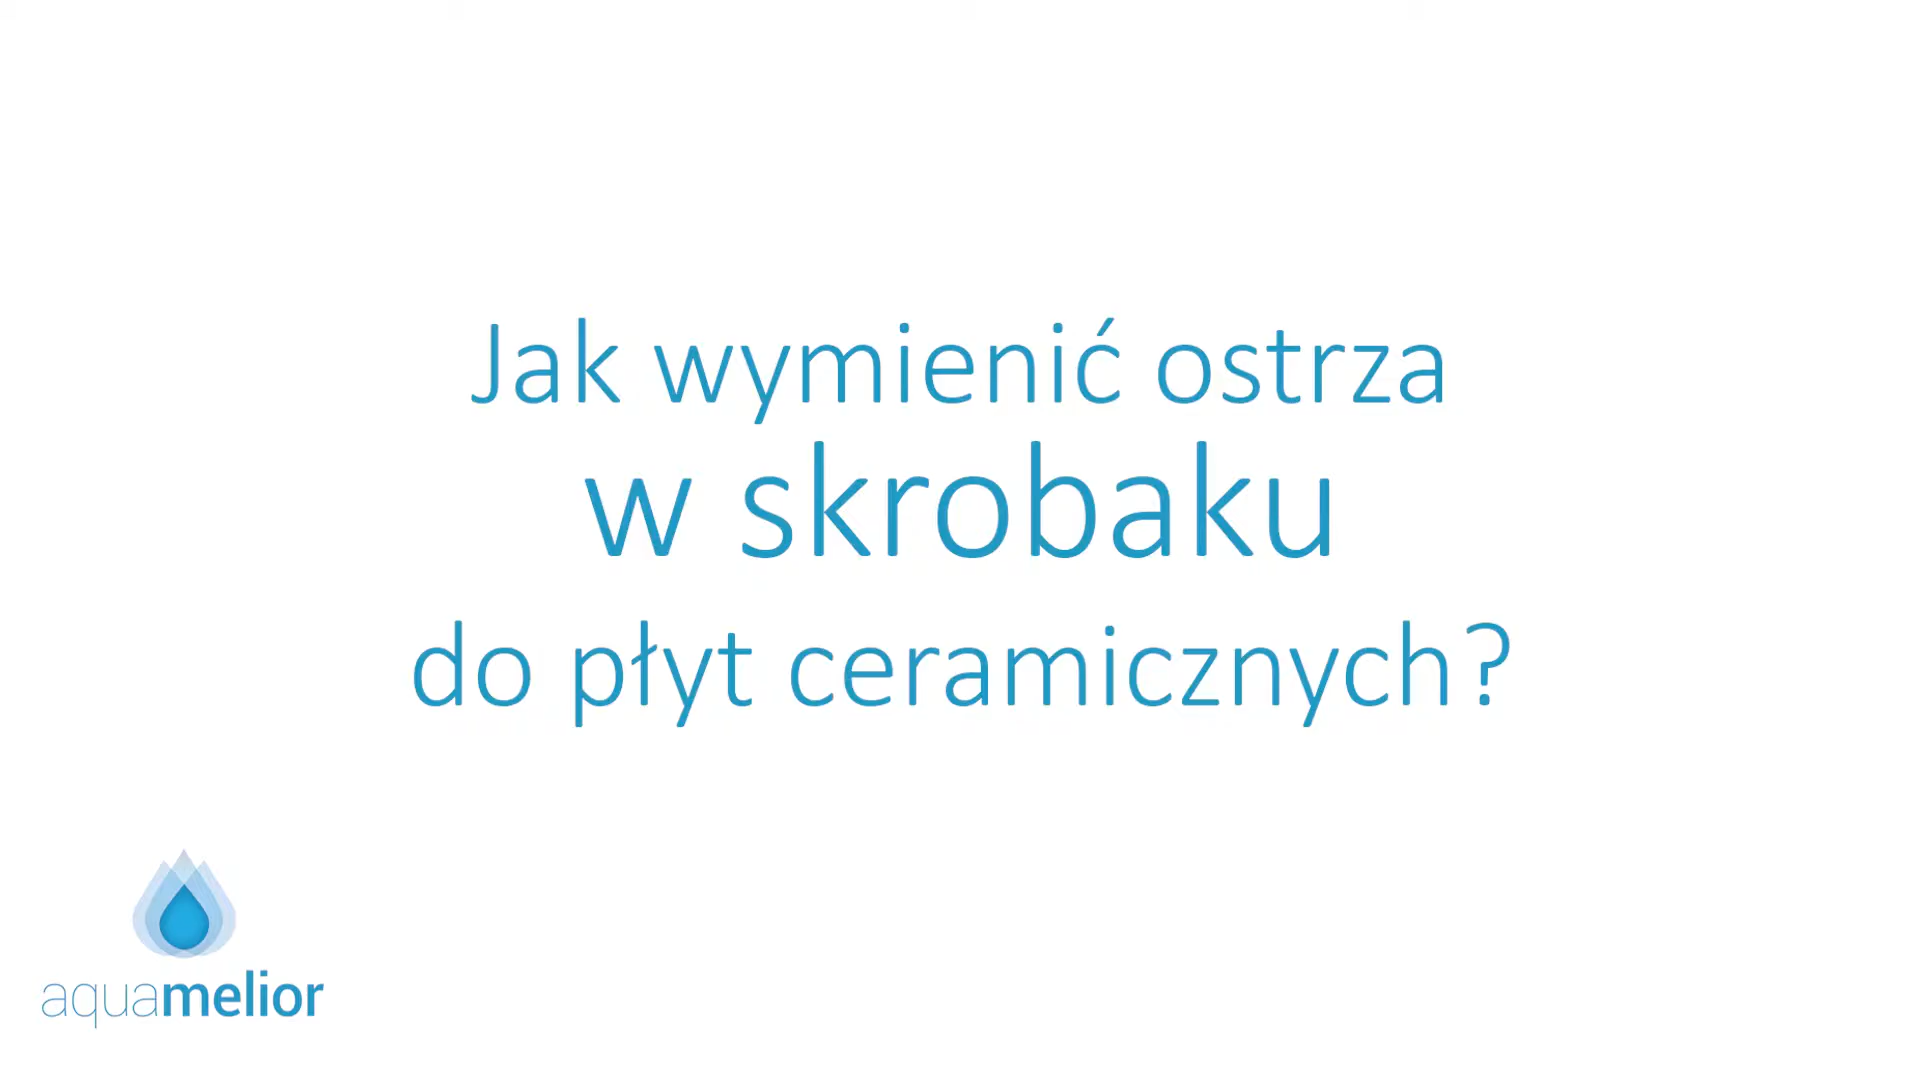 Jak wymienić ostrza
w skrobaku
do płyt ceramicznych?
aquamelior